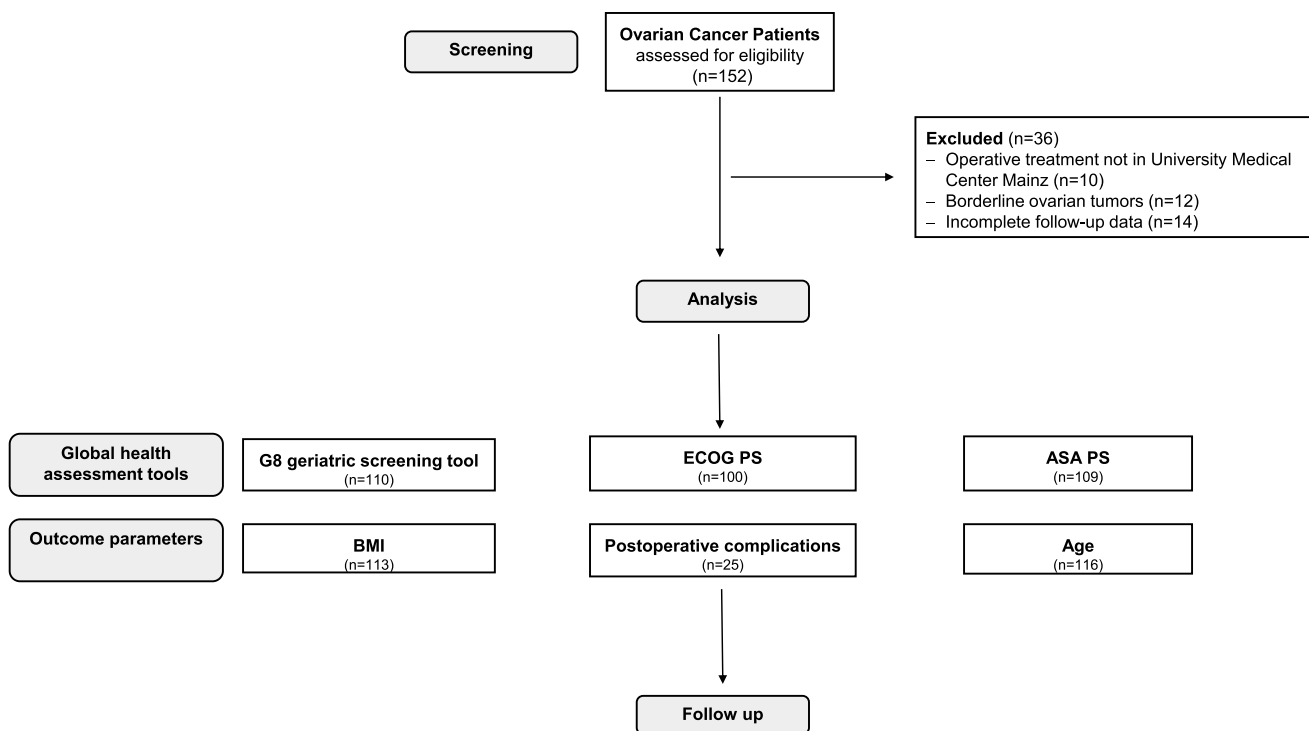 Screening
Ovarian Cancer Patients
assessed for eligibility
(n=152)
Excluded (n=36)
– Operative treatment not in University Medical
Center Mainz (n=10)
– Borderline ovarian tumors (n=12)
– Incomplete follow-up data (n=14)
Analysis
Global health
assessment tools
G8 geriatric screening tool
(n=110)
ECOG PS
(n=100)
ASA PS
(n=109)
Outcome parameters
BMI
(n=113)
Postoperative complications
(n=25)
Age
(n=116)
Follow up